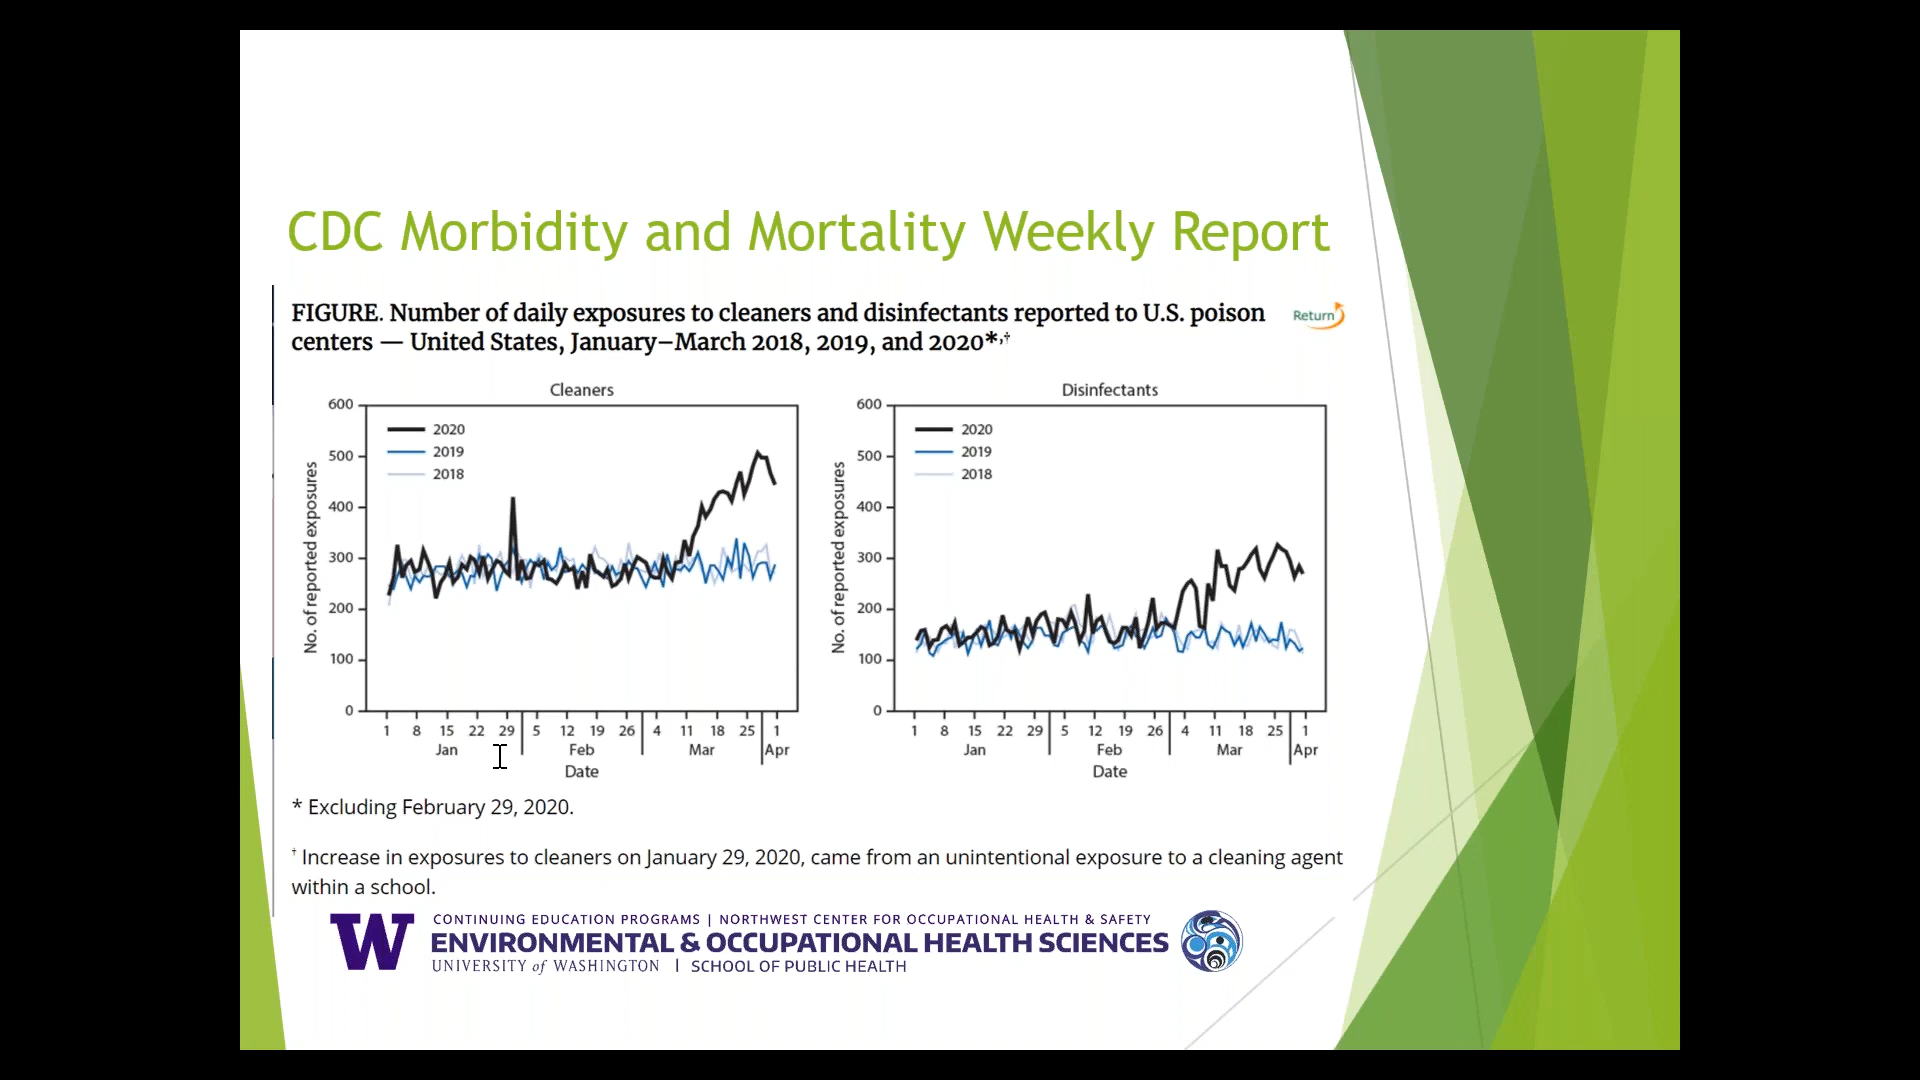 CDC Morbidity and Mortality Weekly Report
FIGURE. Number of daily exposures to cleaners and disinfectants reported to U.S. poison
centers — United States, January–March 2018, 2019, and 2020*,†
Return
Cleaners
600
500
400
300
200
100
0
No. of reported exposures
2020
2019
2018
1 8 15 22 29 5 12 19 26 4 11 18 25 1
Jan Feb Mar Apr
Date
Disinfectants
600
500
400
300
200
100
0
No. of reported exposures
2020
2019
2018
1 8 15 22 29 5 12 19 26 4 11 18 25 1
Jan Feb Mar Apr
Date
* Excluding February 29, 2020.
† Increase in exposures to cleaners on January 29, 2020, came from an unintentional exposure to a cleaning agent
within a school.
W
CONTINUING EDUCATION PROGRAMS | NORTHWEST CENTER FOR OCCUPATIONAL HEALTH & SAFETY
ENVIRONMENTAL & OCCUPATIONAL HEALTH SCIENCES
UNIVERSITY of WASHINGTON | SCHOOL OF PUBLIC HEALTH